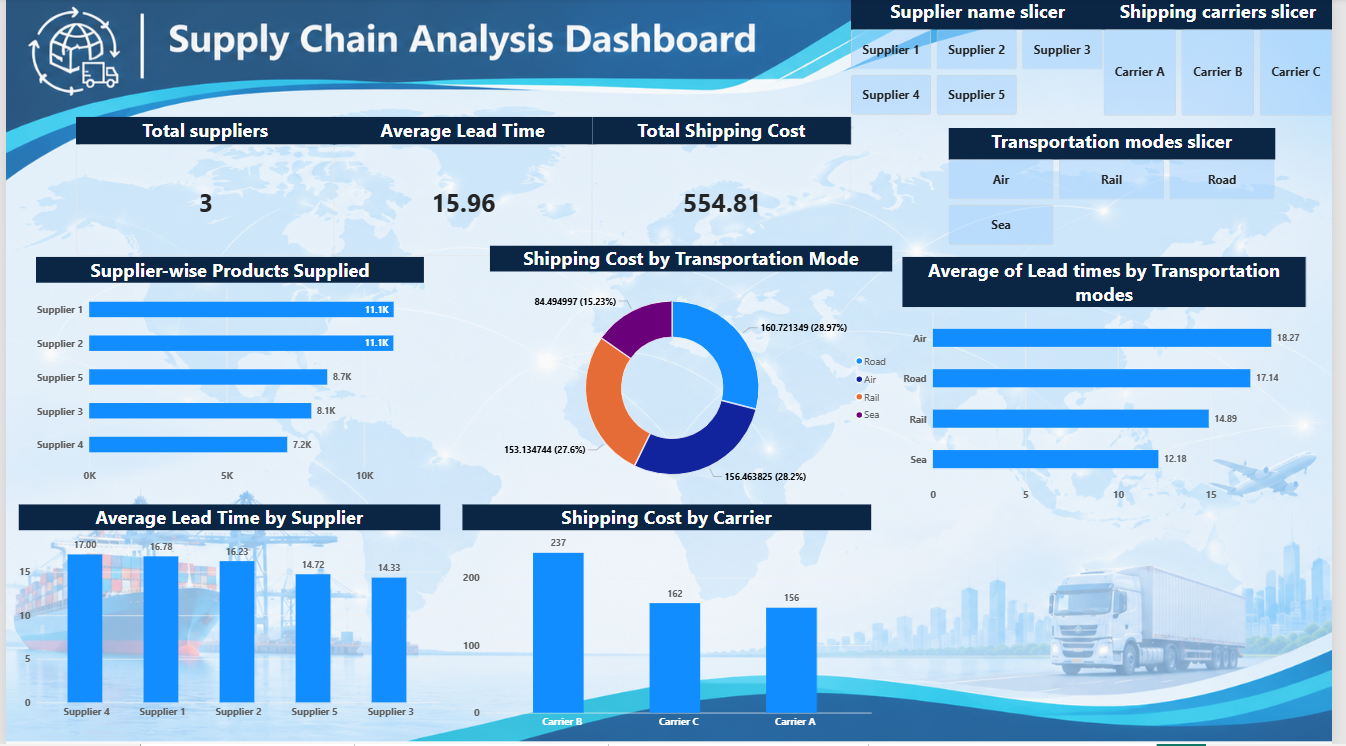 Supply Chain Analysis Dashboard
Supplier name slicer
Supplier 1
Supplier 2
Supplier 3
Supplier 4
Supplier 5
Shipping carriers slicer
Carrier A
Carrier B
Carrier C
Total suppliers
3
Average Lead Time
15.96
Total Shipping Cost
554.81
Transportation modes slicer
Air
Rail
Road
Sea
Supplier-wise Products Supplied
Supplier 1
11.1K
Supplier 2
11.1K
Supplier 5
8.7K
Supplier 3
8.1K
Supplier 4
7.2K
0K
5K
10K
Shipping Cost by Transportation Mode
84.494997 (15.23%)
160.721349 (28.97%)
153.134744 (27.6%)
156.463825 (28.2%)
Road
Air
Rail
Sea
Average of Lead times by Transportation
modes
Air
18.27
Road
17.14
Rail
14.89
Sea
12.18
0
5
10
15
Average Lead Time by Supplier
17.00
16.78
16.23
14.72
14.33
15
10
5
0
Supplier 4
Supplier 1
Supplier 2
Supplier 5
Supplier 3
Shipping Cost by Carrier
237
162
156
200
100
0
Carrier B
Carrier C
Carrier A